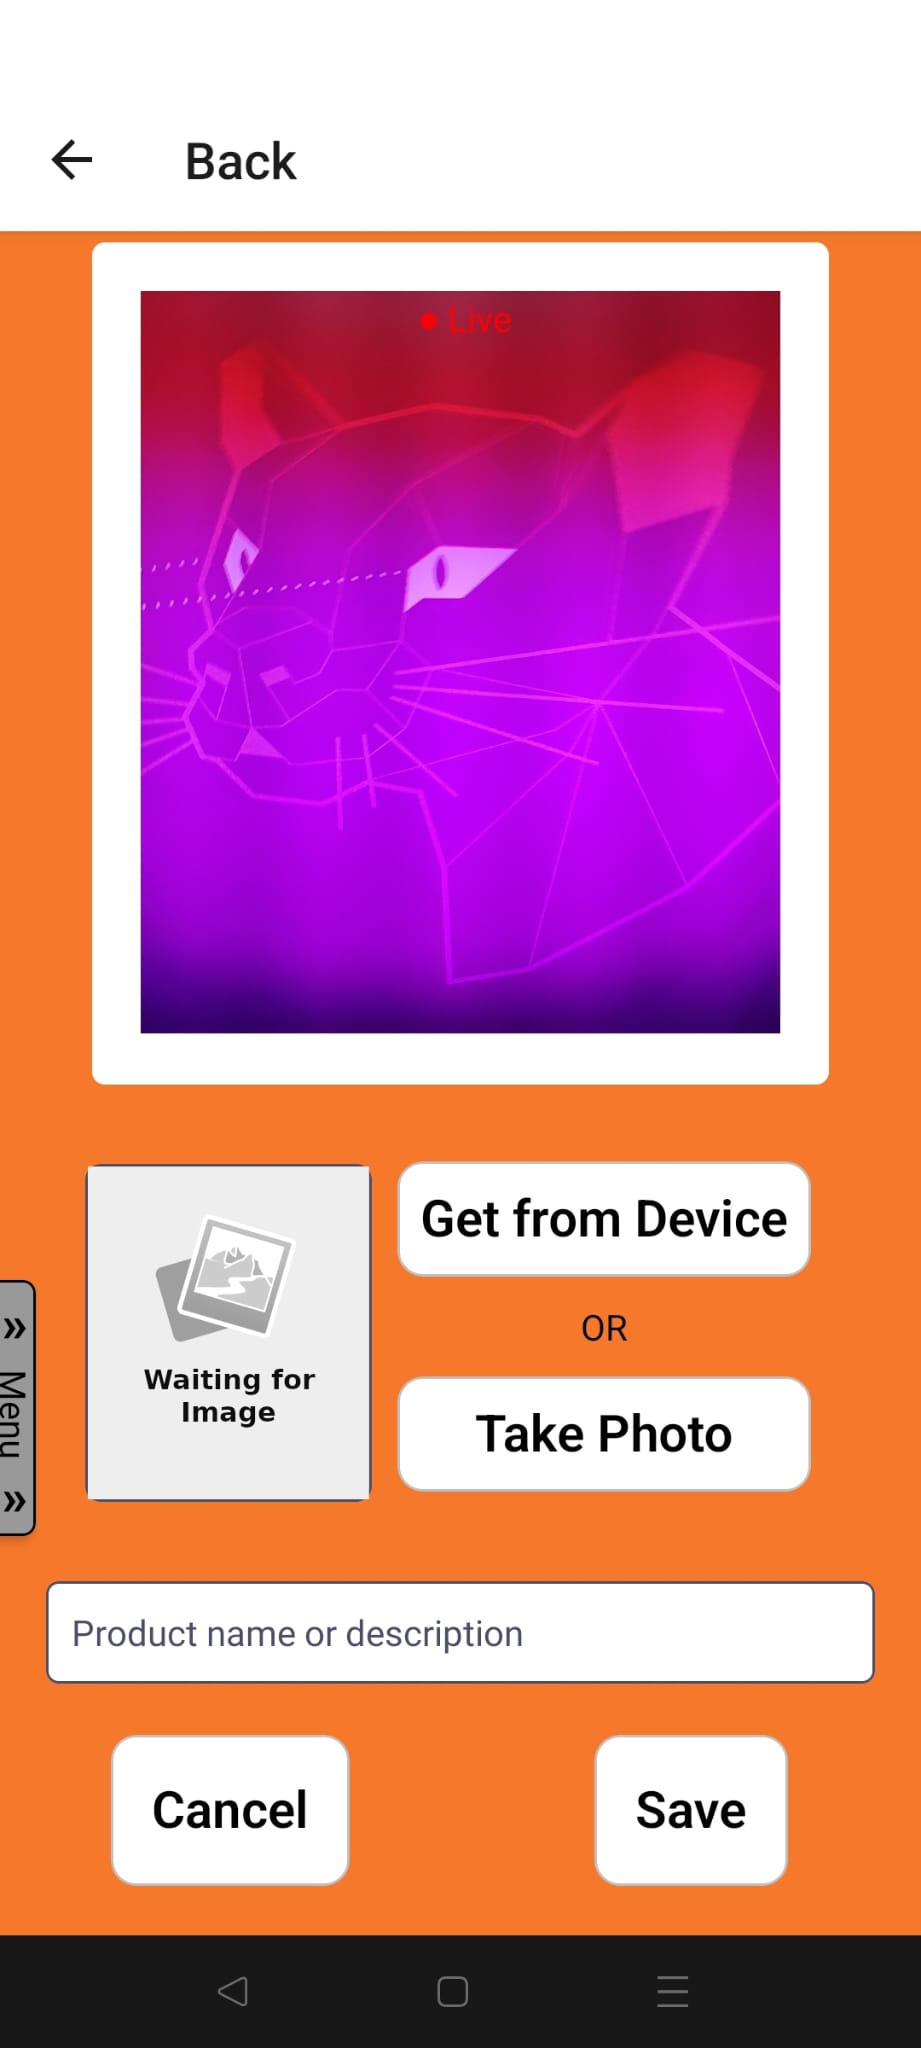 Back
Live
Get from Device
OR
Take Photo
Waiting for
Image
» Menu »
Product name or description
Cancel
Save